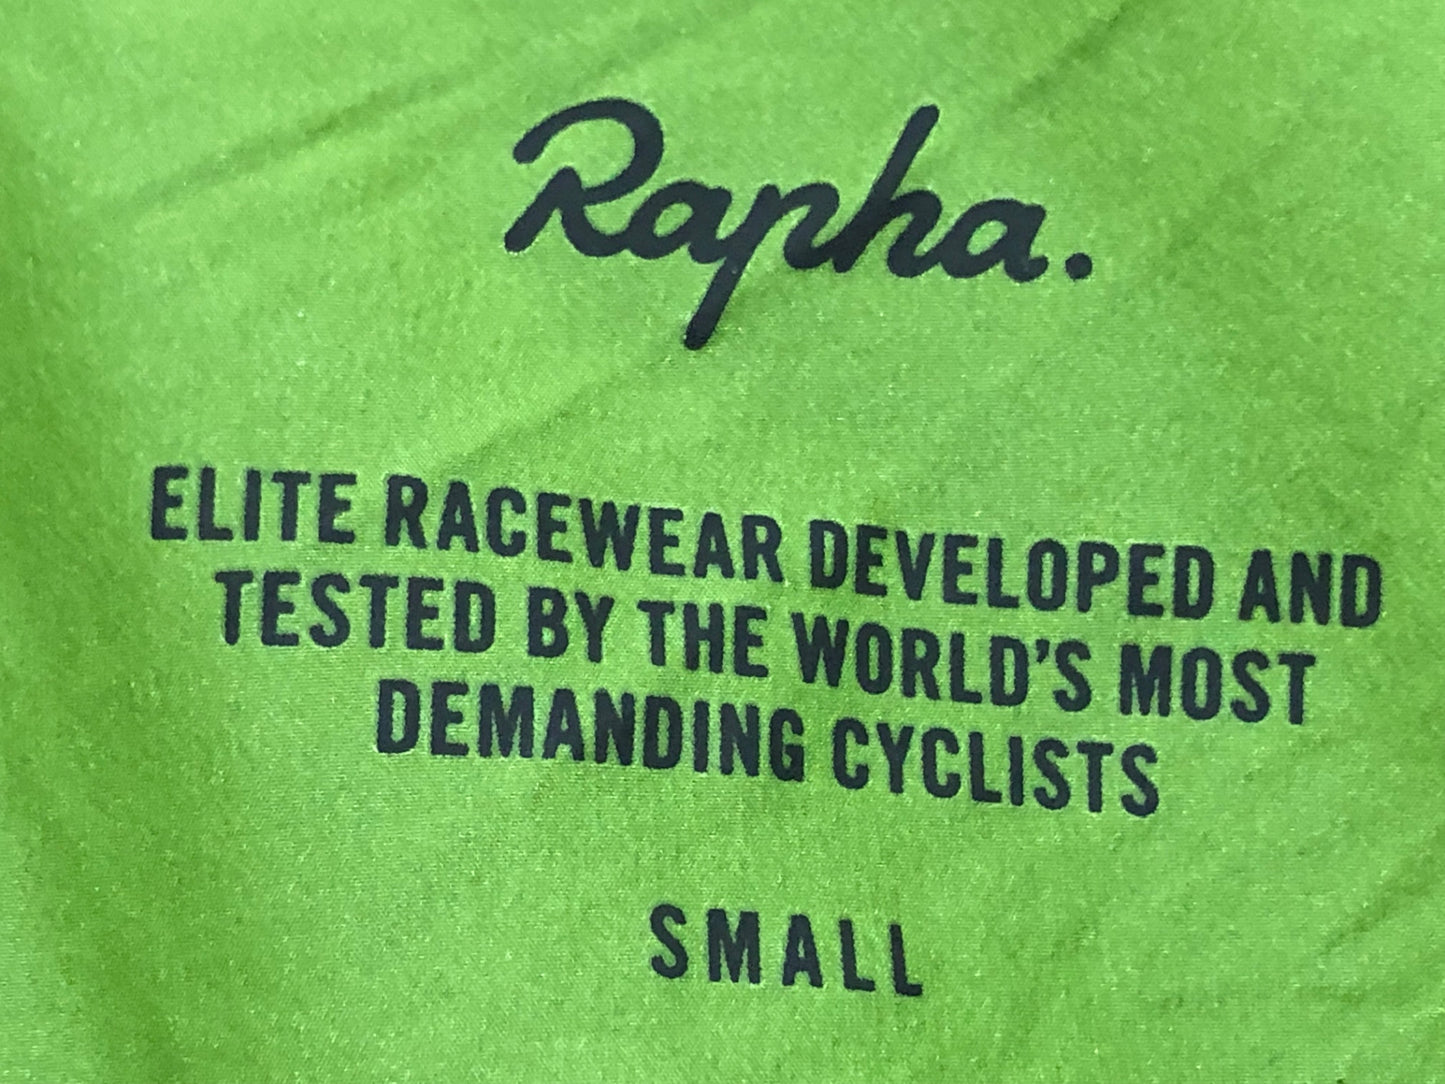 Rapha.
ELITE RACEWEAR DEVELOPED AND
TESTED BY THE WORLD'S MOST
DEMANDING CYCLISTS
SMALL